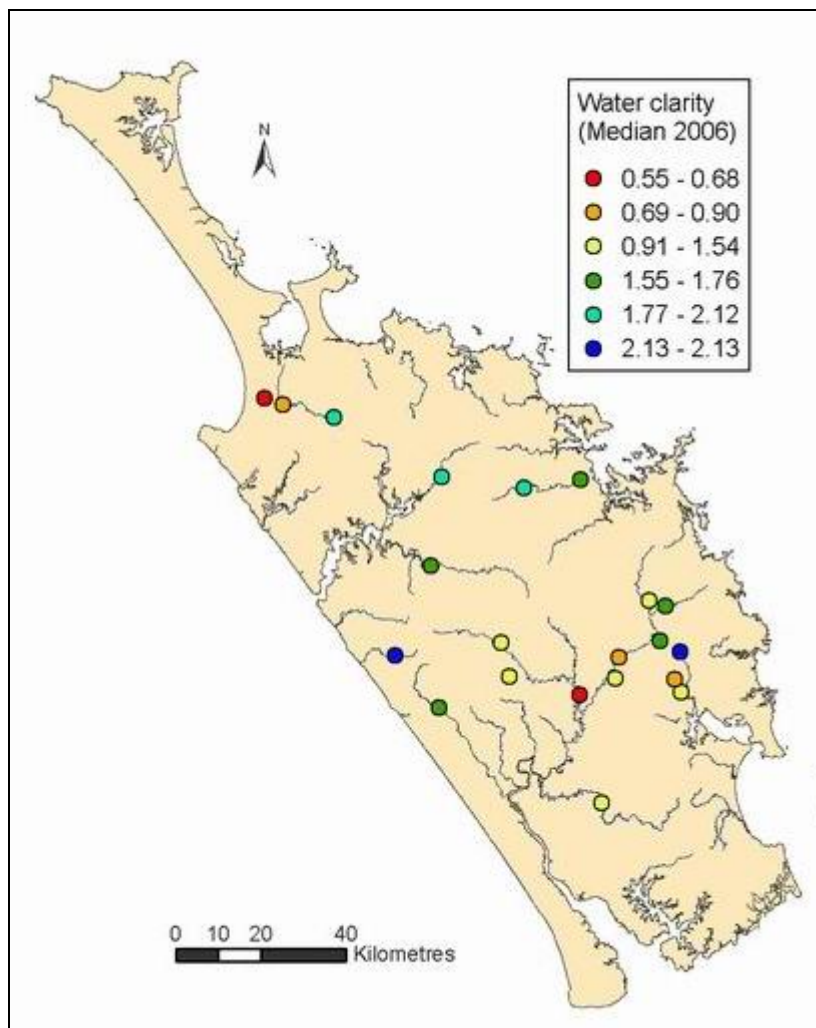 N
Water clarity
(Median 2006)
0.55 - 0.68
0.69 - 0.90
0.91 - 1.54
1.55 - 1.76
1.77 - 2.12
2.13 - 2.13
0 10 20 40
Kilometres